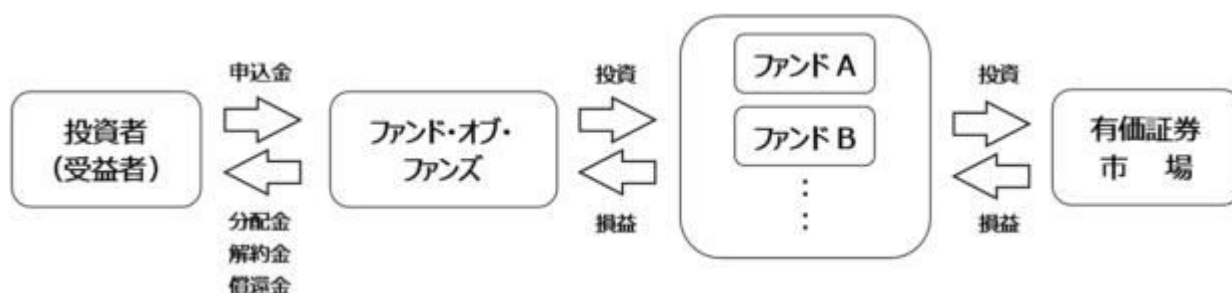 申込金
投資者
(受益者)
分配金
解約金
償還金
ファンド・オブ・
ファンズ
投資
損益
ファンド A
ファンド B
:
:
投資
損益
有価証券
市 場